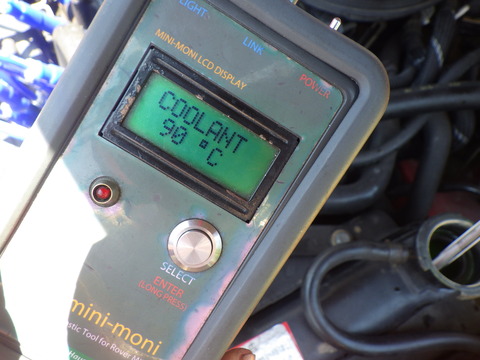 LIGHT
LINK
POWER
MINI-MONI LCD DISPLAY
COOLANT
90 °C
SELECT
ENTER
(LONG PRESS)
mini-moni
stic Tool for Rover M